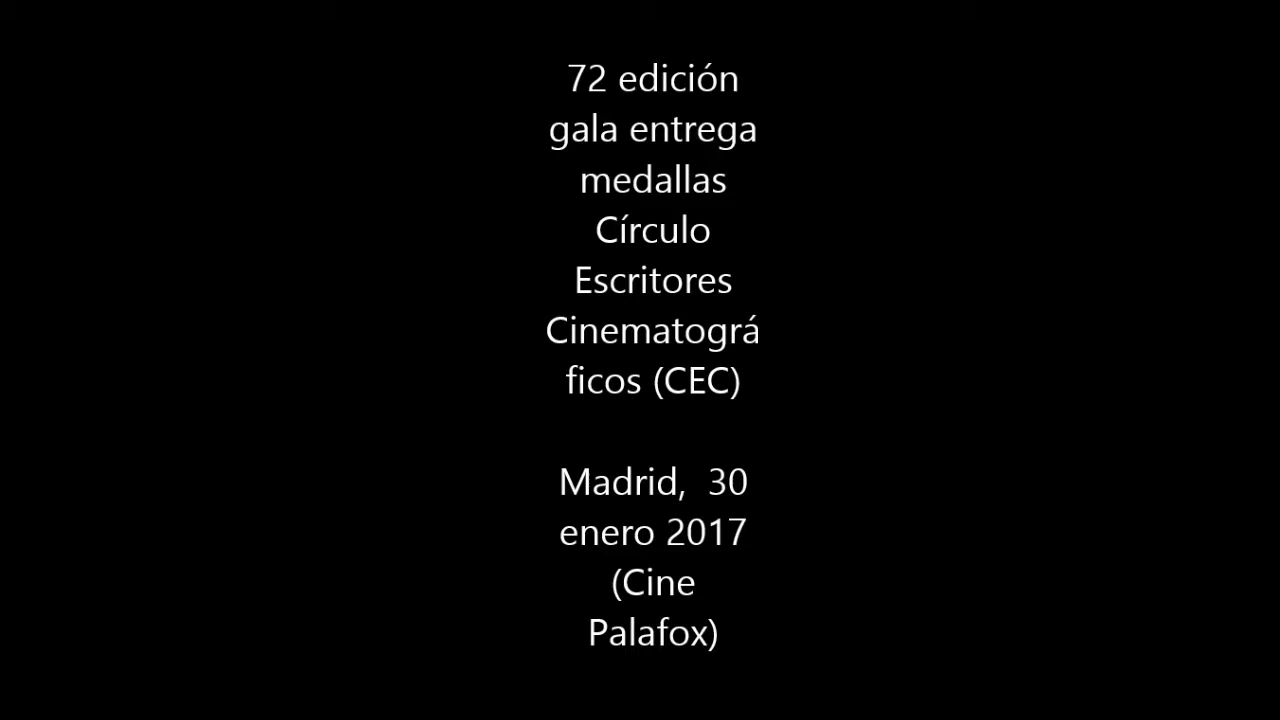 72 edición
gala entrega
medallas
Círculo
Escritores
Cinematográ
ficos (CEC)
Madrid,  30
enero 2017
(Cine
Palafox)